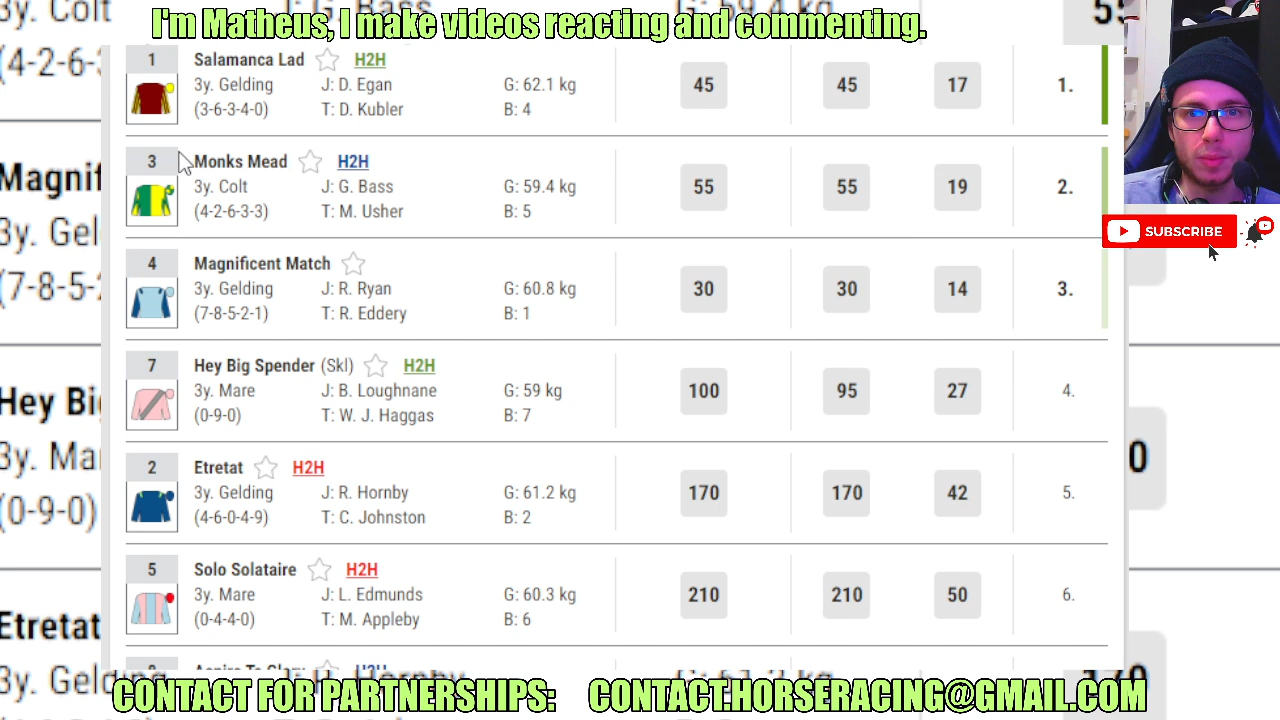 I'm Matheus, I make videos reacting and commenting.
1 Salamanca Lad H2H
3y. Gelding J: D. Egan G: 62.1 kg 45 45 17 1.
(3-6-3-4-0) T: D. Kubler B: 4
3 Monks Mead H2H
3y. Colt J: G. Bass G: 59.4 kg 55 55 19 2.
(4-2-6-3-3) T: M. Usher B: 5
SUBSCRIBE
4 Magnificent Match
3y. Gelding J: R. Ryan G: 60.8 kg 30 30 14 3.
(7-8-5-2-1) T: R. Eddery B: 1
7 Hey Big Spender (Skl) H2H
3y. Mare J: B. Loughnane G: 59 kg 100 95 27 4.
(0-9-0) T: W. J. Haggas B: 7
2 Etretat H2H
3y. Gelding J: R. Hornby G: 61.2 kg 170 170 42 5.
(4-6-0-4-9) T: C. Johnston B: 2
5 Solo Solataire H2H
3y. Mare J: L. Edmunds G: 60.3 kg 210 210 50 6.
(0-4-4-0) T: M. Appleby B: 6
CONTACT FOR PARTNERSHIPS: CONTACT.HORSERACING@GMAIL.COM